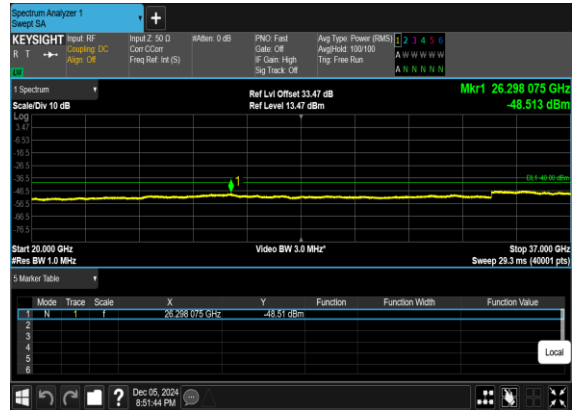 Spectrum Analyzer 1
Swept SA
+
KEYSIGHT Input: RF Input Z: 50 Ω #Atten: 0 dB PNO: Fast Avg Type: Power (RMS) 1 2 3 4 5 6
R T Coupling: DC Corr CCorr Gate: Off Avg|Hold: 100/100 A W W W W W
Align: Off Freq Ref: Int (S) IF Gain: High Trig: Free Run
Sig Track: Off A N N N N N
1 Spectrum Ref Lvl Offset 33.47 dB Mkr1 26.298 075 GHz
Scale/Div 10 dB Ref Level 13.47 dBm -48.513 dBm
Log
3.47
-6.53
-16.5
-26.5
-36.5
-46.5
-56.5
-66.5
-76.5
1
DL1 -40.00 dBm
Start 20.000 GHz Video BW 3.0 MHz* Stop 37.000 GHz
#Res BW 1.0 MHz Sweep 29.3 ms (40001 pts)
5 Marker Table
Mode Trace Scale X Y Function Function Width Function Value
1 N 1 f 26.298 075 GHz -48.51 dBm
2
3
4
5
6
Local
? Dec 05, 2024
8:51:44 PM